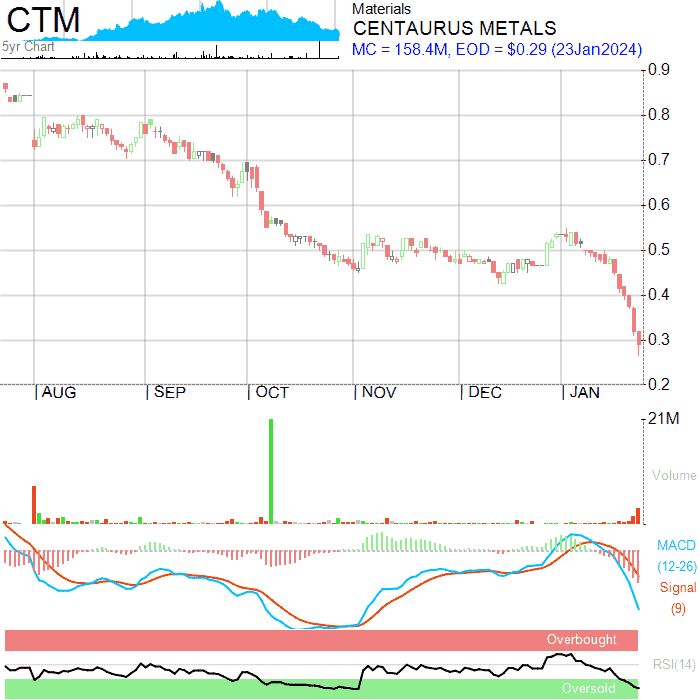 CTM
Materials
CENTAURUS METALS
MC = 158.4M, EOD = $0.29 (23Jan2024)
5yr Chart
0.9
0.8
0.7
0.6
0.5
0.4
0.3
0.2
AUG SEP OCT NOV DEC JAN
21M
Volume
MACD
(12-26)
Signal
(9)
Overbought
RSI(14)
Oversold